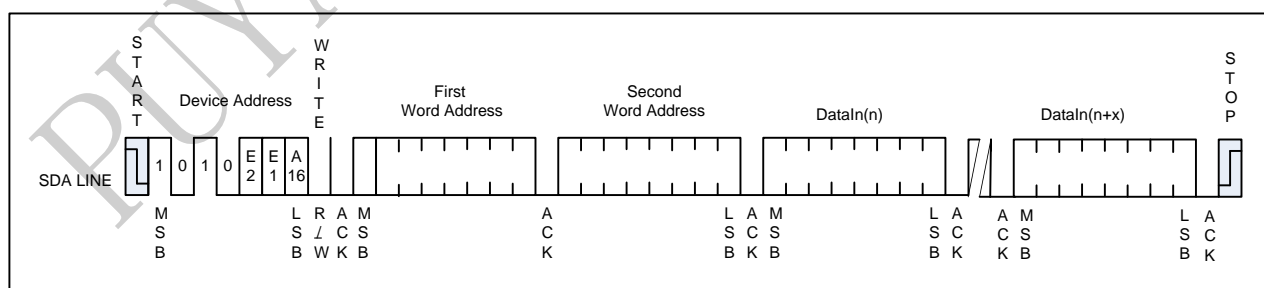 PUYA
START
WRITE
STOP
Device Address
First
Word Address
Second
Word Address
DataIn(n)
DataIn(n+x)
SDA LINE
1 0 1 0 E2 E1 A16
MSB
LSB
R/W
ACK
MSB
ACK
LSB
ACK
MSB
LSB
ACK
ACK
MSB
LSB
ACK